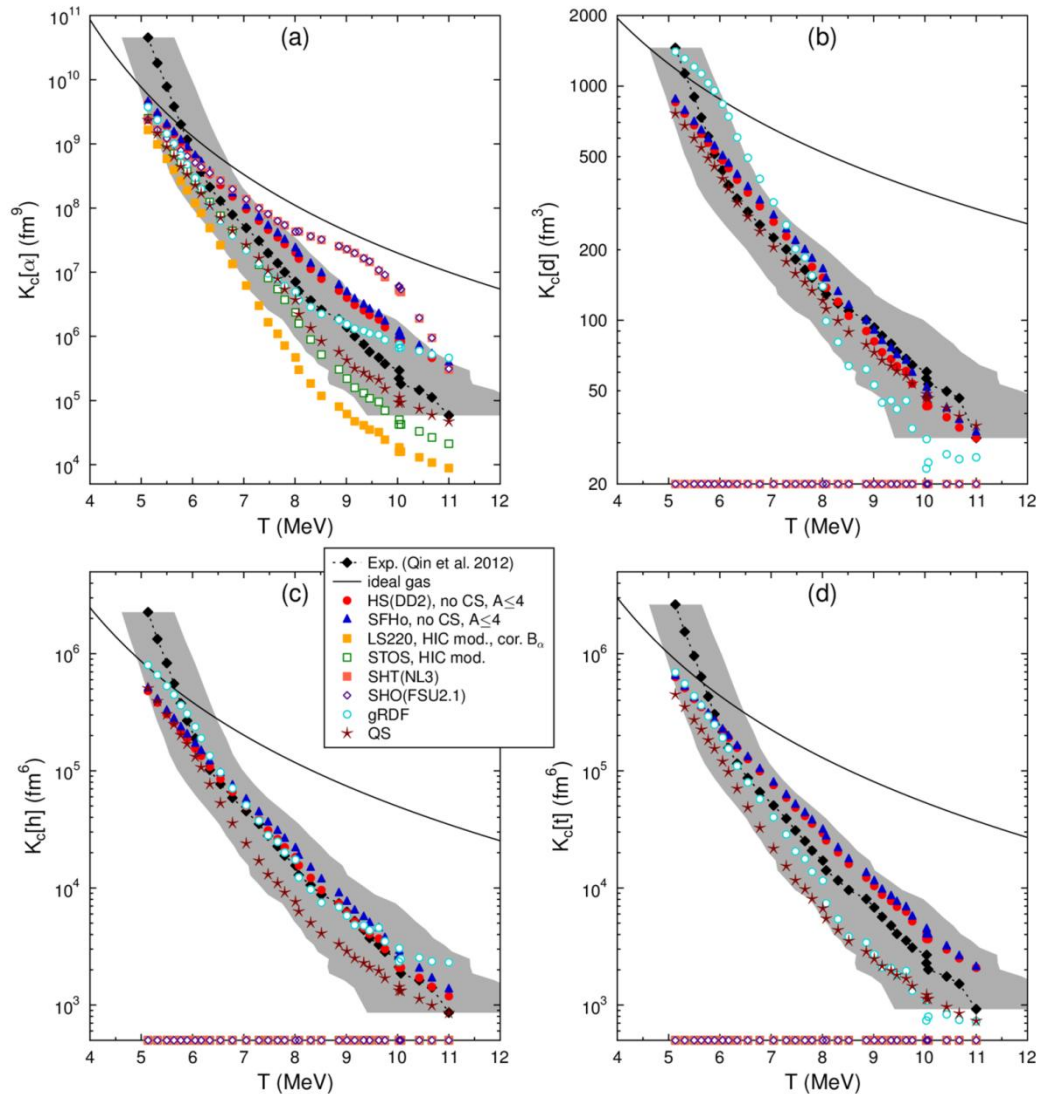 (a)
K_c[α] (fm^9)
10^11
10^10
10^9
10^8
10^7
10^6
10^5
10^4
4 5 6 7 8 9 10 11 12
T (MeV)
(b)
K_c[d] (fm^3)
2000
1000
500
200
100
50
20
4 5 6 7 8 9 10 11 12
T (MeV)
Exp. (Qin et al. 2012)
ideal gas
HS(DD2), no CS, A≤4
SFHo, no CS, A≤4
LS220, HIC mod., cor. B_α
STOS, HIC mod.
SHT(NL3)
SHO(FSU2.1)
gRDF
QS
(c)
K_c[h] (fm^6)
10^6
10^5
10^4
10^3
4 5 6 7 8 9 10 11 12
T (MeV)
(d)
K_c[t] (fm^6)
10^6
10^5
10^4
10^3
4 5 6 7 8 9 10 11 12
T (MeV)